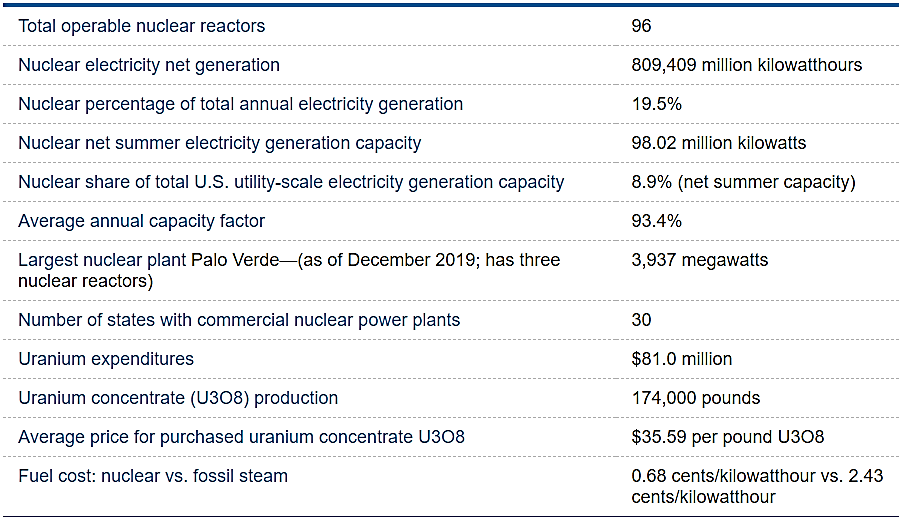 Total operable nuclear reactors 96
Nuclear electricity net generation 809,409 million kilowatthours
Nuclear percentage of total annual electricity generation 19.5%
Nuclear net summer electricity generation capacity 98.02 million kilowatts
Nuclear share of total U.S. utility-scale electricity generation capacity 8.9% (net summer capacity)
Average annual capacity factor 93.4%
Largest nuclear plant Palo Verde—(as of December 2019; has three 3,937 megawatts
nuclear reactors)
Number of states with commercial nuclear power plants 30
Uranium expenditures $81.0 million
Uranium concentrate (U3O8) production 174,000 pounds
Average price for purchased uranium concentrate U3O8 $35.59 per pound U3O8
Fuel cost: nuclear vs. fossil steam 0.68 cents/kilowatthour vs. 2.43
cents/kilowatthour